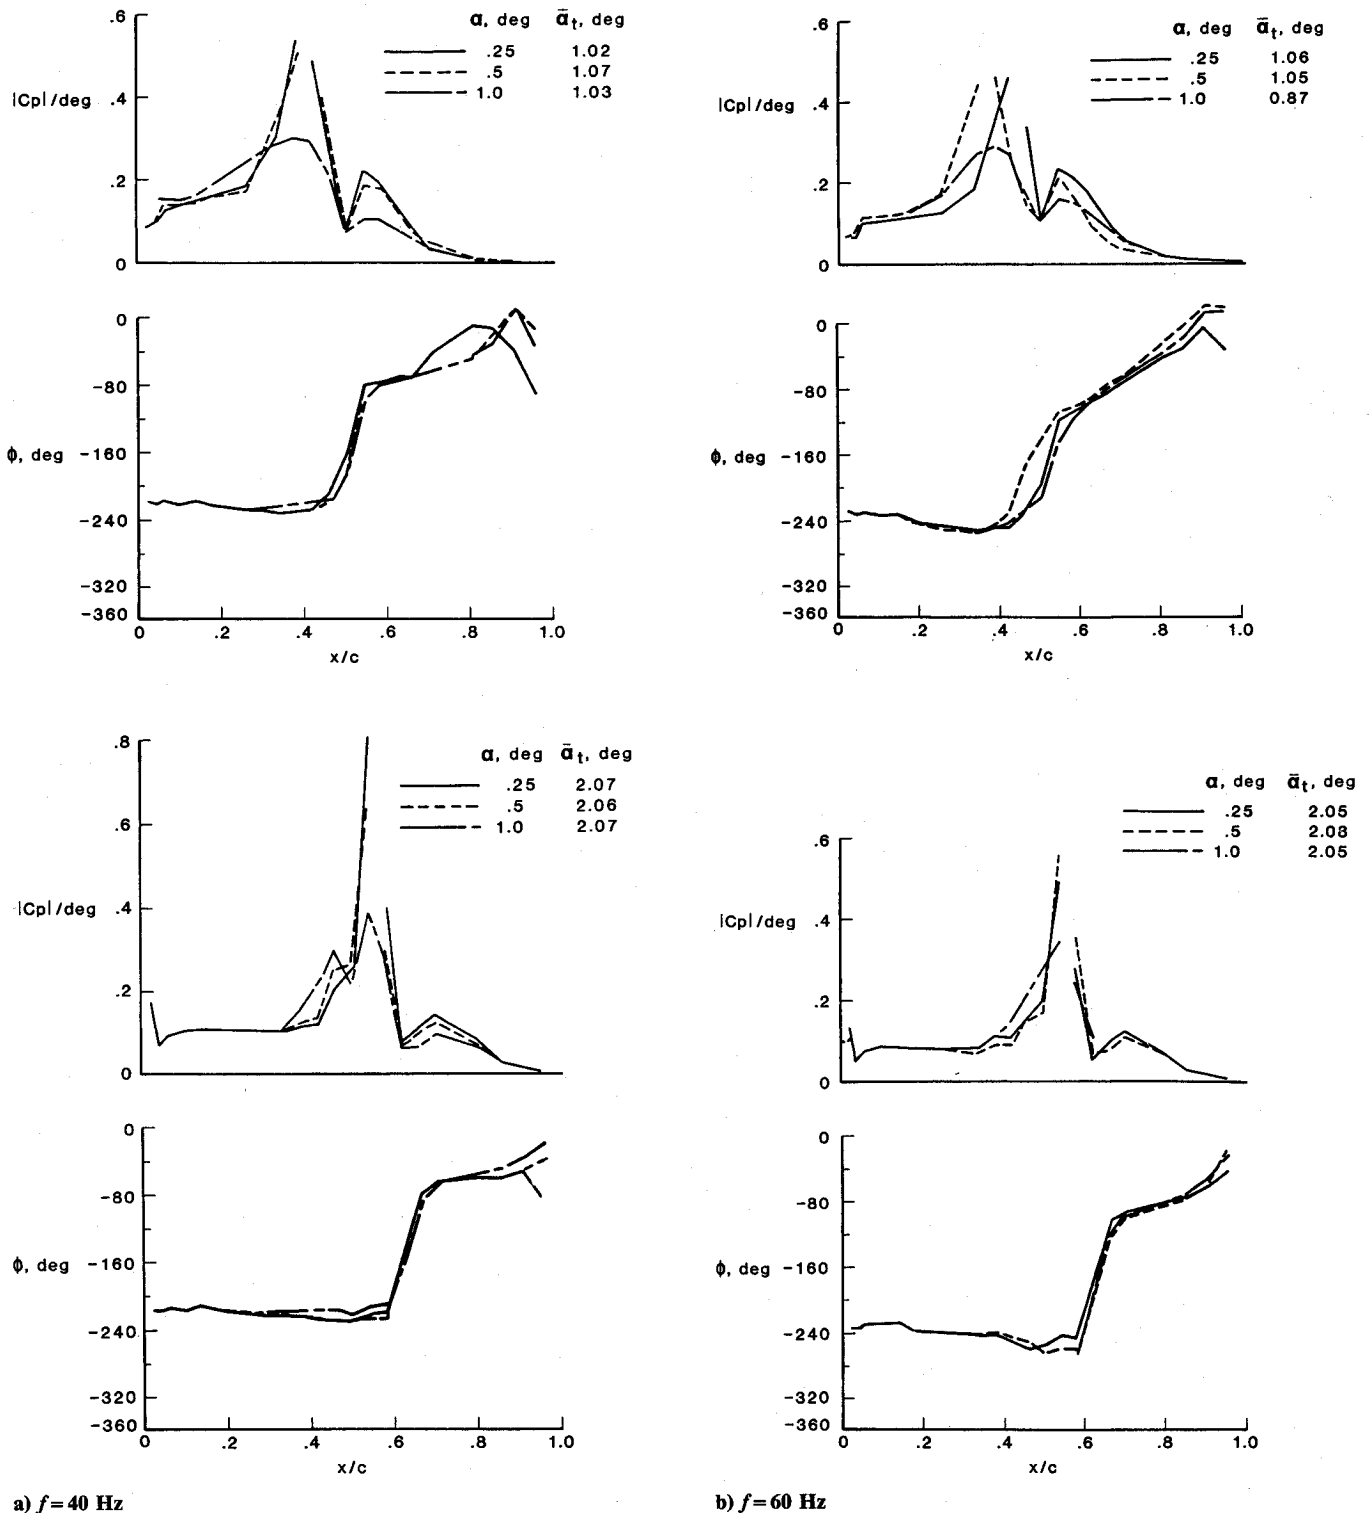 α, deg ᾱt, deg
.25 1.02
.5 1.07
1.0 1.03
|Cp|/deg
.6
.4
.2
0
ϕ, deg
0
-80
-160
-240
-320
-360
0 .2 .4 .6 .8 1.0
x/c
α, deg ᾱt, deg
.25 1.06
.5 1.05
1.0 0.87
|Cp|/deg
.6
.4
.2
0
ϕ, deg
0
-80
-160
-240
-320
-360
0 .2 .4 .6 .8 1.0
x/c
α, deg ᾱt, deg
.25 2.07
.5 2.06
1.0 2.07
|Cp|/deg
.8
.6
.4
.2
0
ϕ, deg
0
-80
-160
-240
-320
-360
0 .2 .4 .6 .8 1.0
x/c
a) f = 40 Hz
α, deg ᾱt, deg
.25 2.05
.5 2.08
1.0 2.05
|Cp|/deg
.6
.4
.2
0
ϕ, deg
0
-80
-160
-240
-320
-360
0 .2 .4 .6 .8 1.0
x/c
b) f = 60 Hz